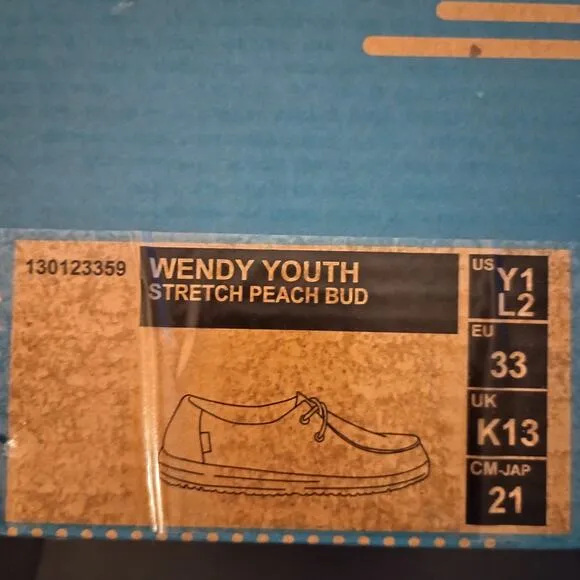 130123359
WENDY YOUTH
STRETCH PEACH BUD
US Y1
L2
EU
33
UK
K13
CM-JAP
21